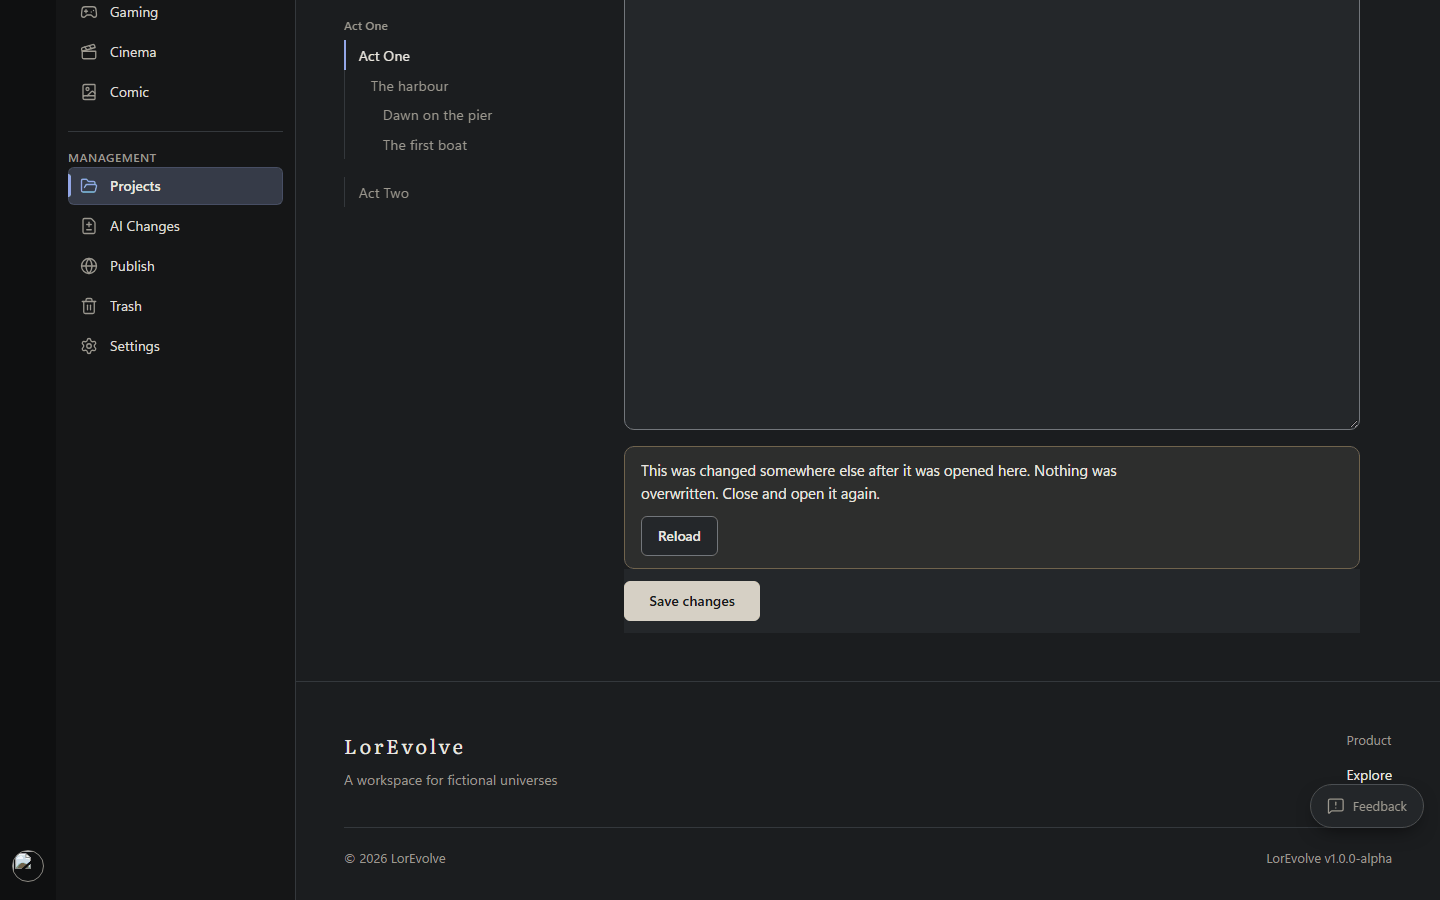 Gaming
Cinema
Comic
MANAGEMENT
Projects
AI Changes
Publish
Trash
Settings
Act One
Act One
The harbour
Dawn on the pier
The first boat
Act Two
This was changed somewhere else after it was opened here. Nothing was
overwritten. Close and open it again.
Reload
Save changes
LorEvolve
A workspace for fictional universes
Product
Explore
Feedback
© 2026 LorEvolve
LorEvolve v1.0.0-alpha